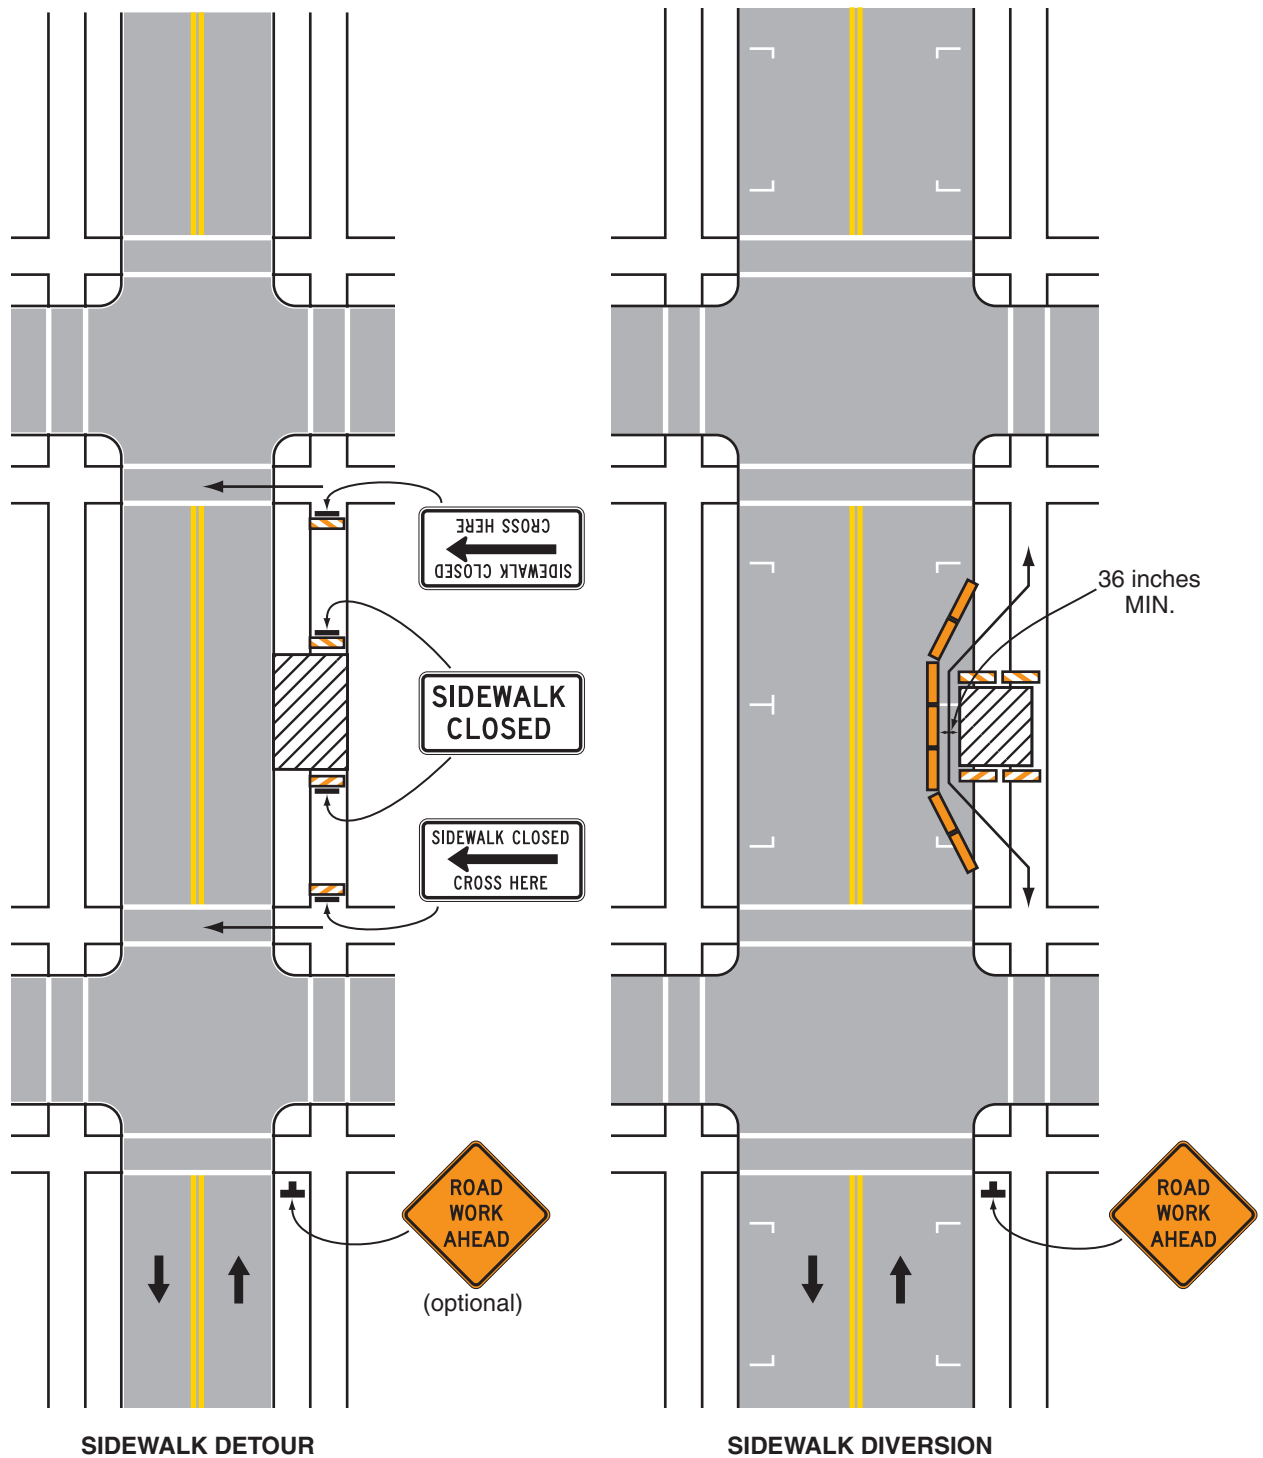 CROSS HERE
SIDEWALK CLOSED
36 inches
MIN.
SIDEWALK
CLOSED
SIDEWALK CLOSED
CROSS HERE
ROAD
WORK
AHEAD
(optional)
ROAD
WORK
AHEAD
SIDEWALK DETOUR
SIDEWALK DIVERSION